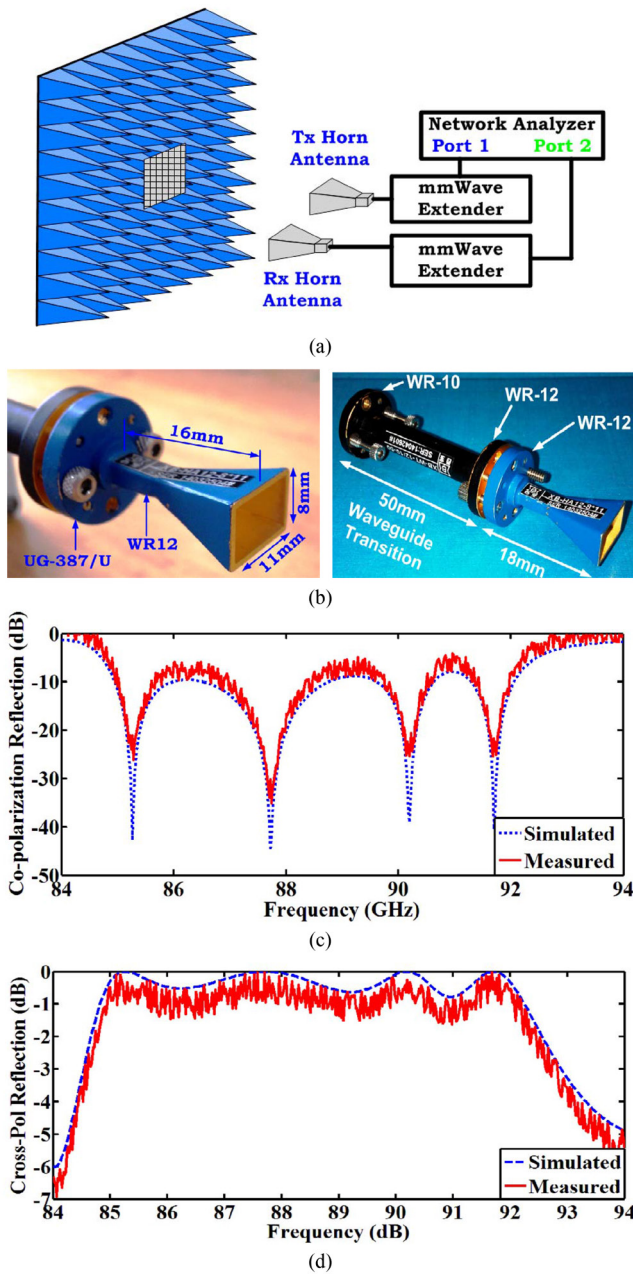 Network Analyzer
Port 1 Port 2
Tx Horn
Antenna
mmWave
Extender
mmWave
Extender
Rx Horn
Antenna
(a)
16mm
8mm
11mm
WR12
UG-387/U
WR-10
WR-12
WR-12
50mm
Waveguide
Transition
18mm
(b)
Co-polarization Reflection (dB)
0
-10
-20
-30
-40
-50
84 86 88 90 92 94
Simulated
Measured
Frequency (GHz)
(c)
Cross-Pol Reflection (dB)
0
-1
-2
-3
-4
-5
-6
-7
84 85 86 87 88 89 90 91 92 93 94
Simulated
Measured
Frequency (dB)
(d)